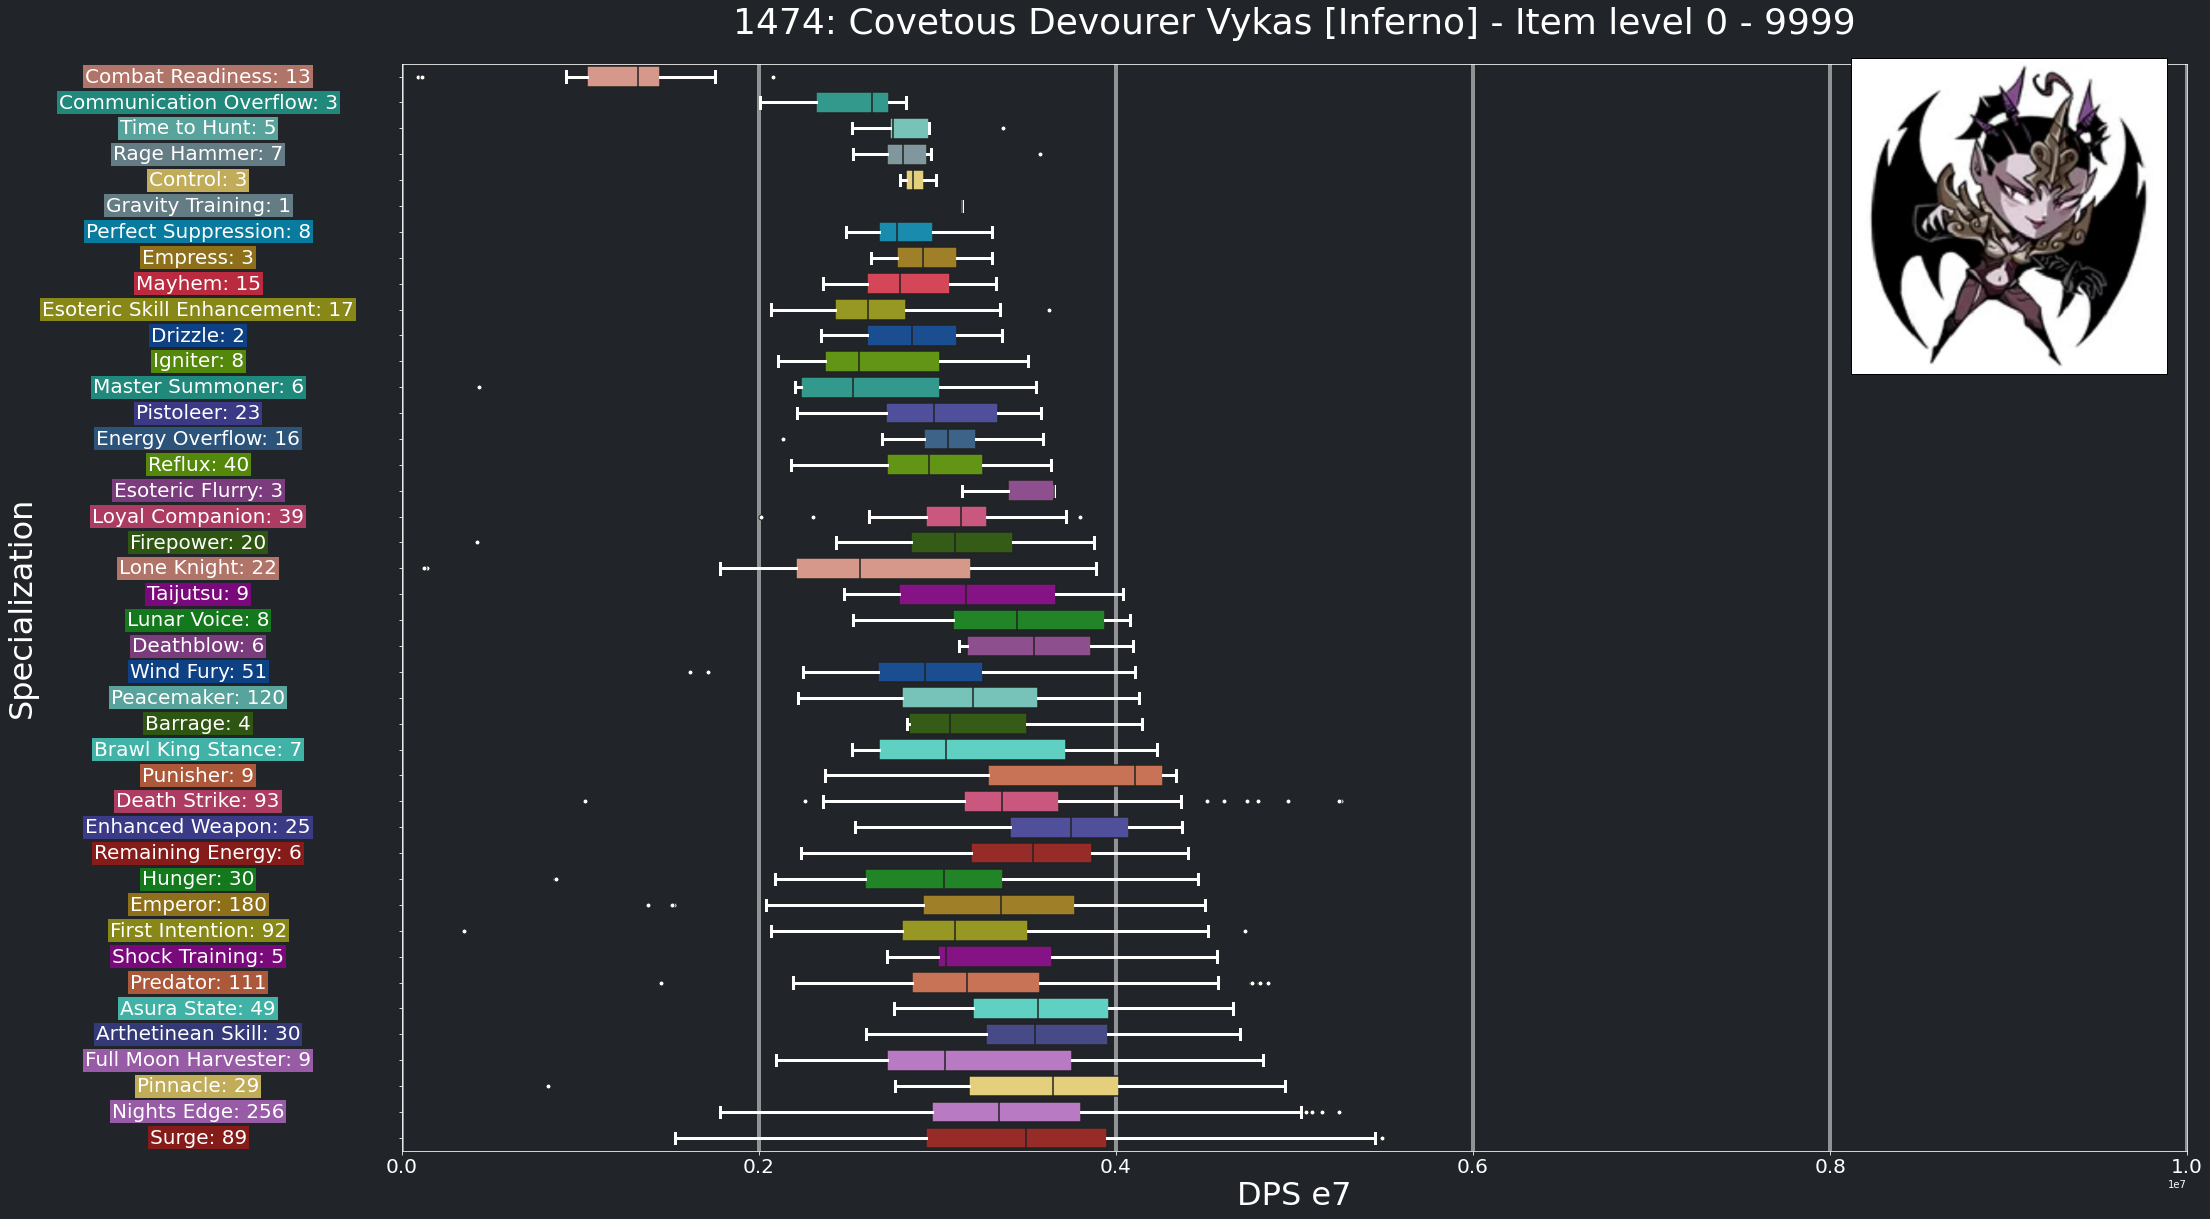 1474: Covetous Devourer Vykas [Inferno] - Item level 0 - 9999
Combat Readiness: 13
Communication Overflow: 3
Time to Hunt: 5
Rage Hammer: 7
Control: 3
Gravity Training: 1
Perfect Suppression: 8
Empress: 3
Mayhem: 15
Esoteric Skill Enhancement: 17
Drizzle: 2
Igniter: 8
Master Summoner: 6
Pistoleer: 23
Energy Overflow: 16
Reflux: 40
Esoteric Flurry: 3
Loyal Companion: 39
Firepower: 20
Lone Knight: 22
Taijutsu: 9
Lunar Voice: 8
Deathblow: 6
Wind Fury: 51
Peacemaker: 120
Barrage: 4
Brawl King Stance: 7
Punisher: 9
Death Strike: 93
Enhanced Weapon: 25
Remaining Energy: 6
Hunger: 30
Emperor: 180
First Intention: 92
Shock Training: 5
Predator: 111
Asura State: 49
Arthetinean Skill: 30
Full Moon Harvester: 9
Pinnacle: 29
Nights Edge: 256
Surge: 89
Specialization
0.0 0.2 0.4 0.6 0.8 1.0
1e7
DPS e7